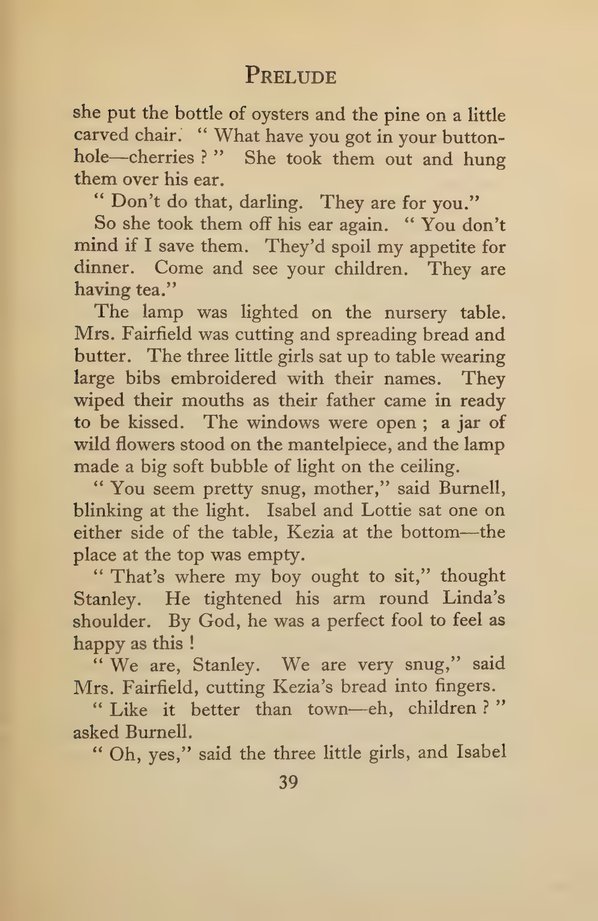 PRELUDE
she put the bottle of oysters and the pine on a little
carved chair. “ What have you got in your button-
hole—cherries ? ” She took them out and hung
them over his ear.
“ Don’t do that, darling. They are for you.”
So she took them off his ear again. “ You don’t
mind if I save them. They’d spoil my appetite for
dinner. Come and see your children. They are
having tea.”
The lamp was lighted on the nursery table.
Mrs. Fairfield was cutting and spreading bread and
butter. The three little girls sat up to table wearing
large bibs embroidered with their names. They
wiped their mouths as their father came in ready
to be kissed. The windows were open ; a jar of
wild flowers stood on the mantelpiece, and the lamp
made a big soft bubble of light on the ceiling.
“ You seem pretty snug, mother,” said Burnell,
blinking at the light. Isabel and Lottie sat one on
either side of the table, Kezia at the bottom—the
place at the top was empty.
“ That’s where my boy ought to sit,” thought
Stanley. He tightened his arm round Linda’s
shoulder. By God, he was a perfect fool to feel as
happy as this !
“ We are, Stanley. We are very snug,” said
Mrs. Fairfield, cutting Kezia’s bread into fingers.
“ Like it better than town—eh, children ? ”
asked Burnell.
“ Oh, yes,” said the three little girls, and Isabel
39